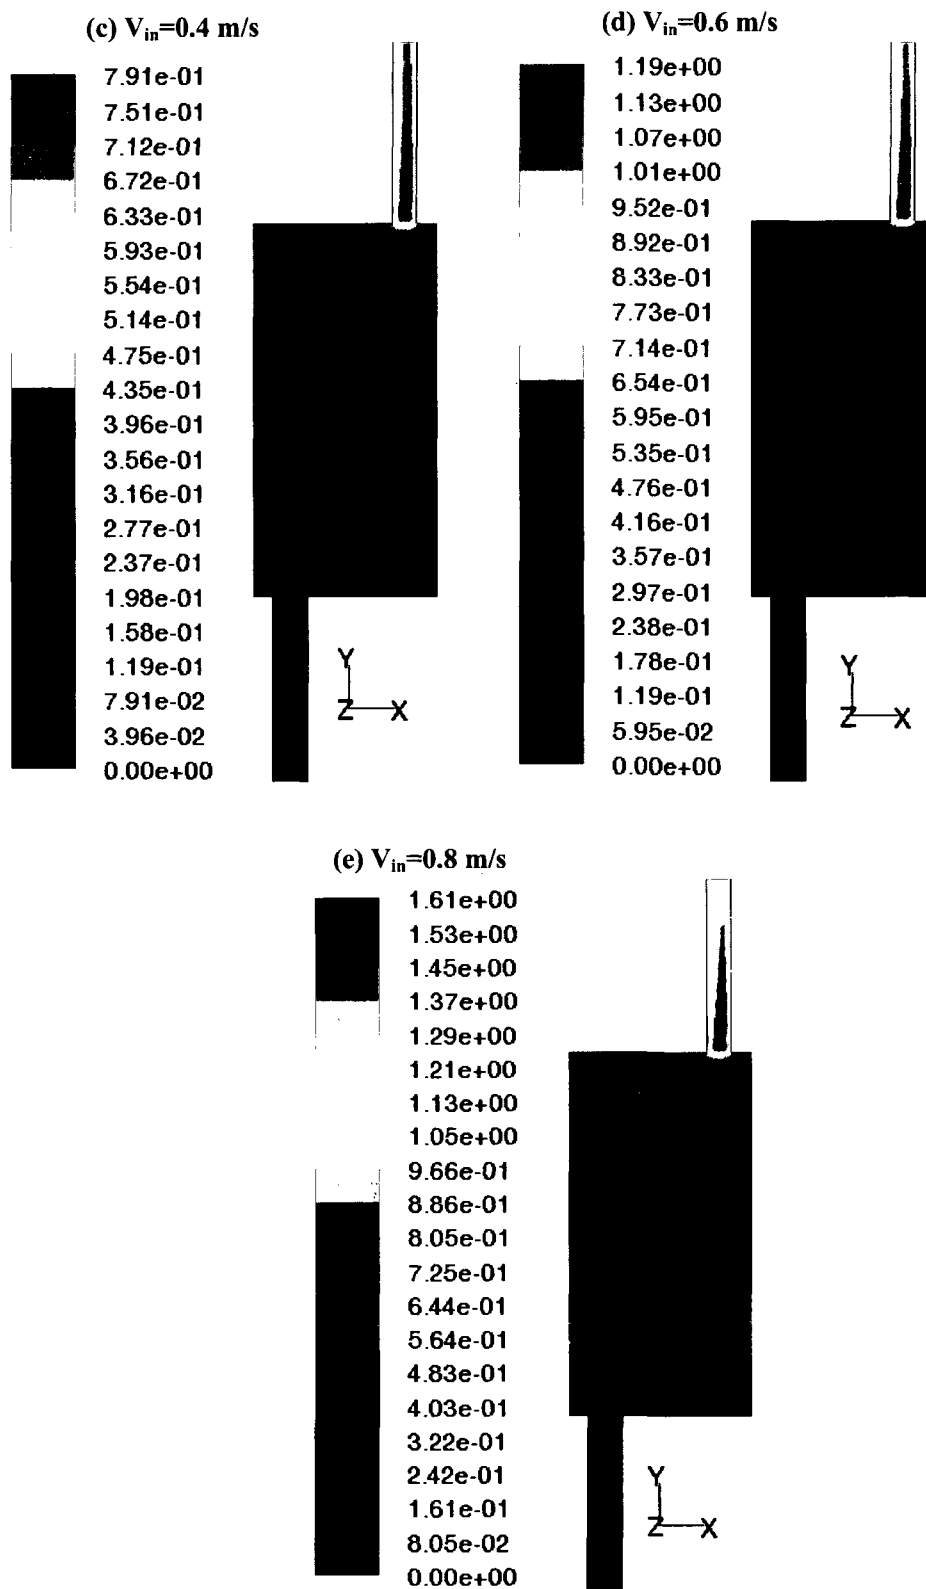 (c) Vin=0.4 m/s
7.91e-01
7.51e-01
7.12e-01
6.72e-01
6.33e-01
5.93e-01
5.54e-01
5.14e-01
4.75e-01
4.35e-01
3.96e-01
3.56e-01
3.16e-01
2.77e-01
2.37e-01
1.98e-01
1.58e-01
1.19e-01
7.91e-02
3.96e-02
0.00e+00
Y
Z X
(d) Vin=0.6 m/s
1.19e+00
1.13e+00
1.07e+00
1.01e+00
9.52e-01
8.92e-01
8.33e-01
7.73e-01
7.14e-01
6.54e-01
5.95e-01
5.35e-01
4.76e-01
4.16e-01
3.57e-01
2.97e-01
2.38e-01
1.78e-01
1.19e-01
5.95e-02
0.00e+00
Y
Z X
(e) Vin=0.8 m/s
1.61e+00
1.53e+00
1.45e+00
1.37e+00
1.29e+00
1.21e+00
1.13e+00
1.05e+00
9.66e-01
8.86e-01
8.05e-01
7.25e-01
6.44e-01
5.64e-01
4.83e-01
4.03e-01
3.22e-01
2.42e-01
1.61e-01
8.05e-02
0.00e+00
Y
Z X